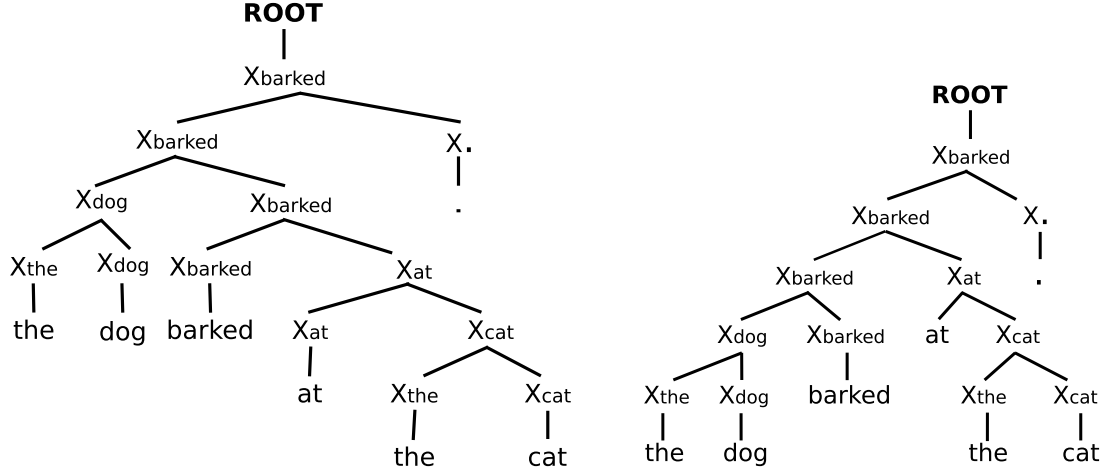 ROOT
Xbarked
Xbarked X.
Xdog Xbarked .
Xthe Xdog Xbarked Xat
the dog barked Xat Xcat
at Xthe Xcat
the cat
ROOT
Xbarked
Xbarked X.
Xbarked Xat .
Xdog Xbarked at Xcat
Xthe Xdog barked Xthe Xcat
the dog the cat